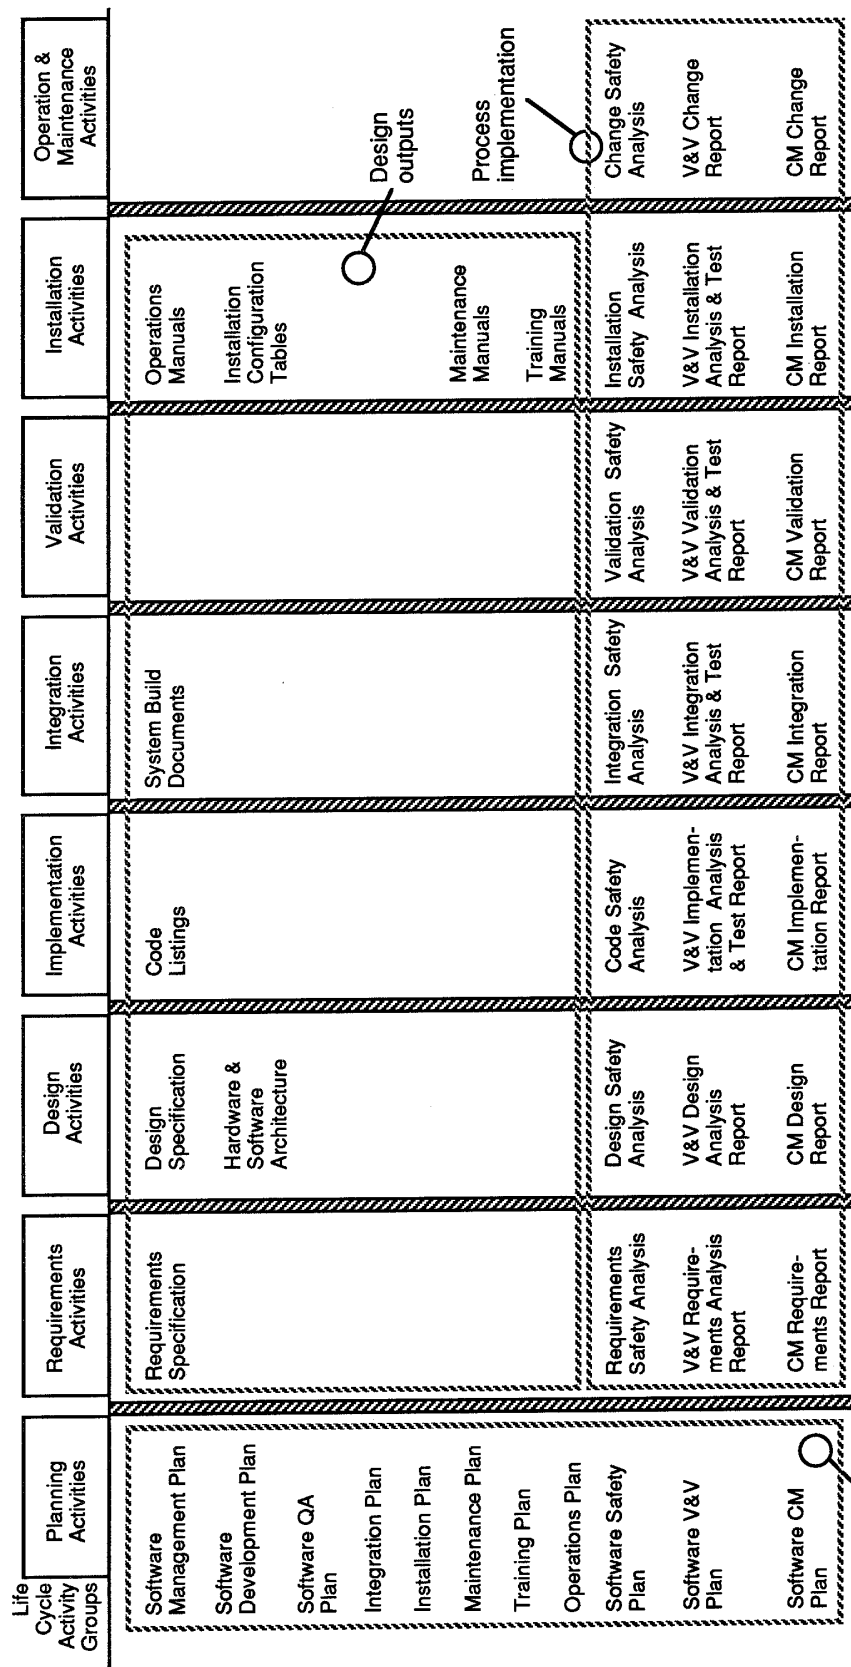 Life
Cycle
Activity
Groups
Planning
Activities
Requirements
Activities
Design
Activities
Implementation
Activities
Integration
Activities
Validation
Activities
Installation
Activities
Operation &
Maintenance
Activities
Software
Management Plan
Software
Development Plan
Software QA
Plan
Integration Plan
Installation Plan
Maintenance Plan
Training Plan
Operations Plan
Software Safety
Plan
Software V&V
Plan
Software CM
Plan
Requirements
Specification
Requirements
Safety Analysis
V&V Require-
ments Analysis
Report
CM Require-
ments Report
Design
Specification
Hardware &
Software
Architecture
Design Safety
Analysis
V&V Design
Analysis
Report
CM Design
Report
Code
Listings
Code Safety
Analysis
V&V Implemen-
tation Analysis
& Test Report
CM Implemen-
tation Report
System Build
Documents
Integration Safety
Analysis
V&V Integration
Analysis & Test
Report
CM Integration
Report
Validation Safety
Analysis
V&V Validation
Analysis & Test
Report
CM Validation
Report
Operations
Manuals
Installation
Configuration
Tables
Maintenance
Manuals
Training
Manuals
Installation
Safety Analysis
V&V Installation
Analysis & Test
Report
CM Installation
Report
Design
outputs
Process
implementation
Change Safety
Analysis
V&V Change
Report
CM Change
Report